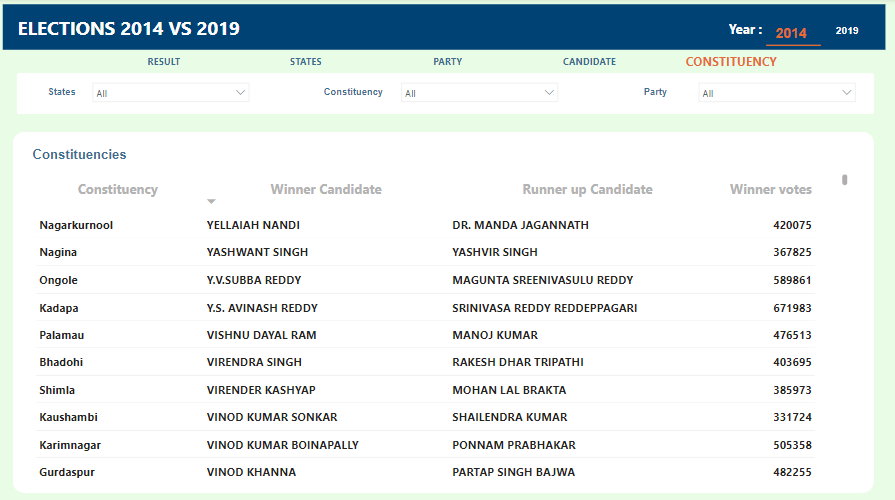 ELECTIONS 2014 VS 2019 Year : 2014 2019
RESULT STATES PARTY CANDIDATE CONSTITUENCY
States All Constituency All Party All
Constituencies
Constituency Winner Candidate Runner up Candidate Winner votes
Nagarkurnool YELLAIAH NANDI DR. MANDA JAGANNATH 420075
Nagina YASHWANT SINGH YASHVIR SINGH 367825
Ongole Y.V.SUBBA REDDY MAGUNTA SREENIVASULU REDDY 589861
Kadapa Y.S. AVINASH REDDY SRINIVASA REDDY REDDEPPAGARI 671983
Palamau VISHNU DAYAL RAM MANOJ KUMAR 476513
Bhadohi VIRENDRA SINGH RAKESH DHAR TRIPATHI 403695
Shimla VIRENDER KASHYAP MOHAN LAL BRAKTA 385973
Kaushambi VINOD KUMAR SONKAR SHAILENDRA KUMAR 331724
Karimnagar VINOD KUMAR BOINAPALLY PONNAM PRABHAKAR 505358
Gurdaspur VINOD KHANNA PARTAP SINGH BAJWA 482255